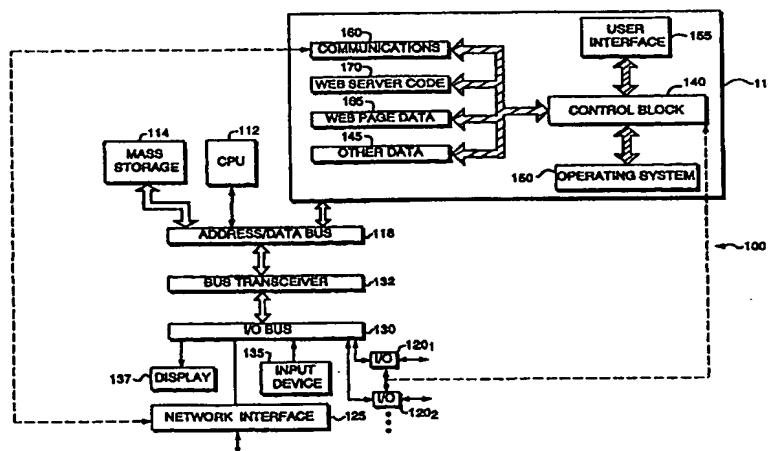 160
COMMUNICATIONS
170
WEB SERVER CODE
165
WEB PAGE DATA
145
OTHER DATA
USER
INTERFACE
155
140
CONTROL BLOCK
150
OPERATING SYSTEM
11
114
MASS
STORAGE
112
CPU
ADDRESS/DATA BUS
118
BUS TRANSCEIVER
132
I/O BUS
130
100
137
DISPLAY
135
INPUT
DEVICE
120₁
I/O
I/O
120₂
NETWORK INTERFACE
125